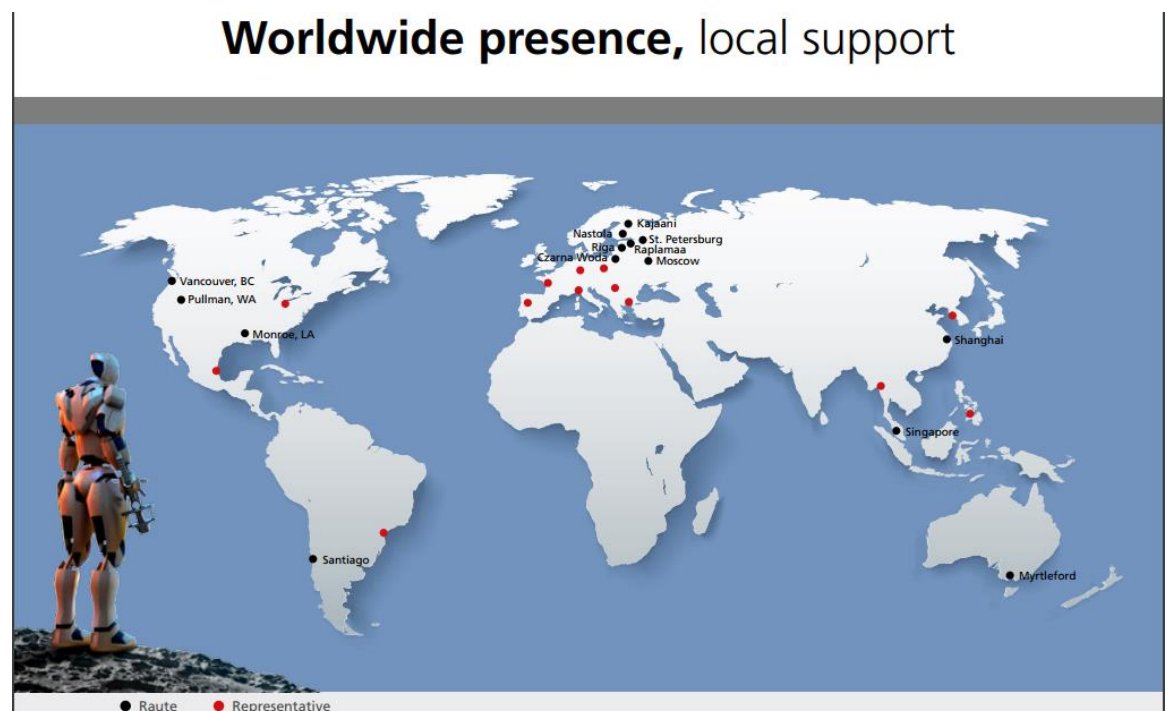 Worldwide presence, local support
Kajaani
Nastola
St. Petersburg
Riga
Raplamaa
Czarna Woda
Moscow
Vancouver, BC
Pullman, WA
Monroe, LA
Shanghai
Singapore
Santiago
Myrtleford
Raute
Representative